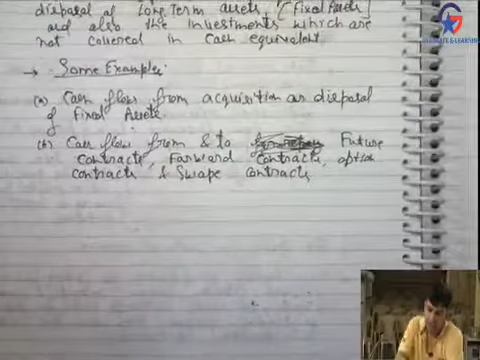 disposal of Long Term assets [Fixed Assets]
and also the investments which are
not covered in Cash equivalent
→ Some Examples
(a) Cash flows from acquisition or disposal
of Fixed Assets.
(b) Cash flow from & to Future
contracts, Forward contracts, option
contracts & Swaps contracts